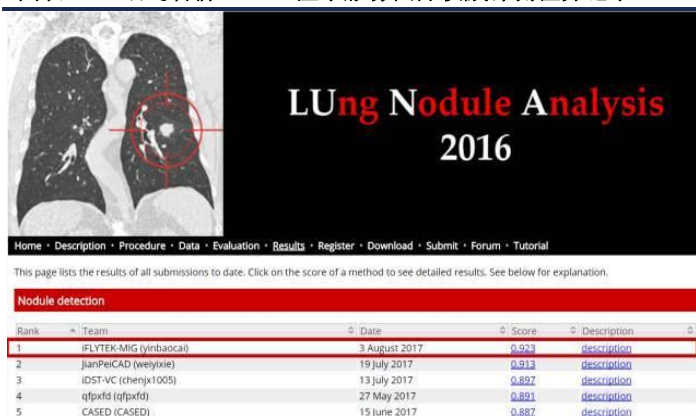 LUng Nodule Analysis
2016
Home • Description • Procedure • Data • Evaluation • Results • Register • Download • Submit • Forum • Tutorial
This page lists the results of all submissions to date. Click on the score of a method to see detailed results. See below for explanation.
Nodule detection
Rank Team Date Score Description
1 iFLYTEK-MIG (yinbaocai) 3 August 2017 0.923 description
2 JianPeiCAD (weiyixie) 19 July 2017 0.913 description
3 iDST-VC (chenjx1005) 13 July 2017 0.897 description
4 qfpxfd (qfpxfd) 27 May 2017 0.891 description
5 CASED (CASED) 15 June 2017 0.887 description